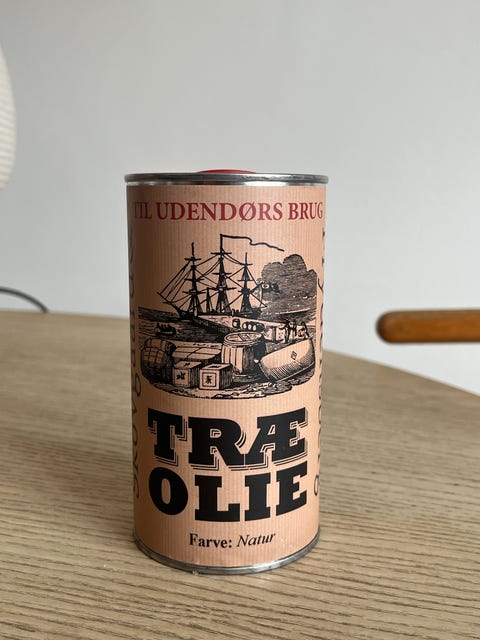 TIL UDENDØRS BRUG
TRÆ
OLIE
Farve: Natur